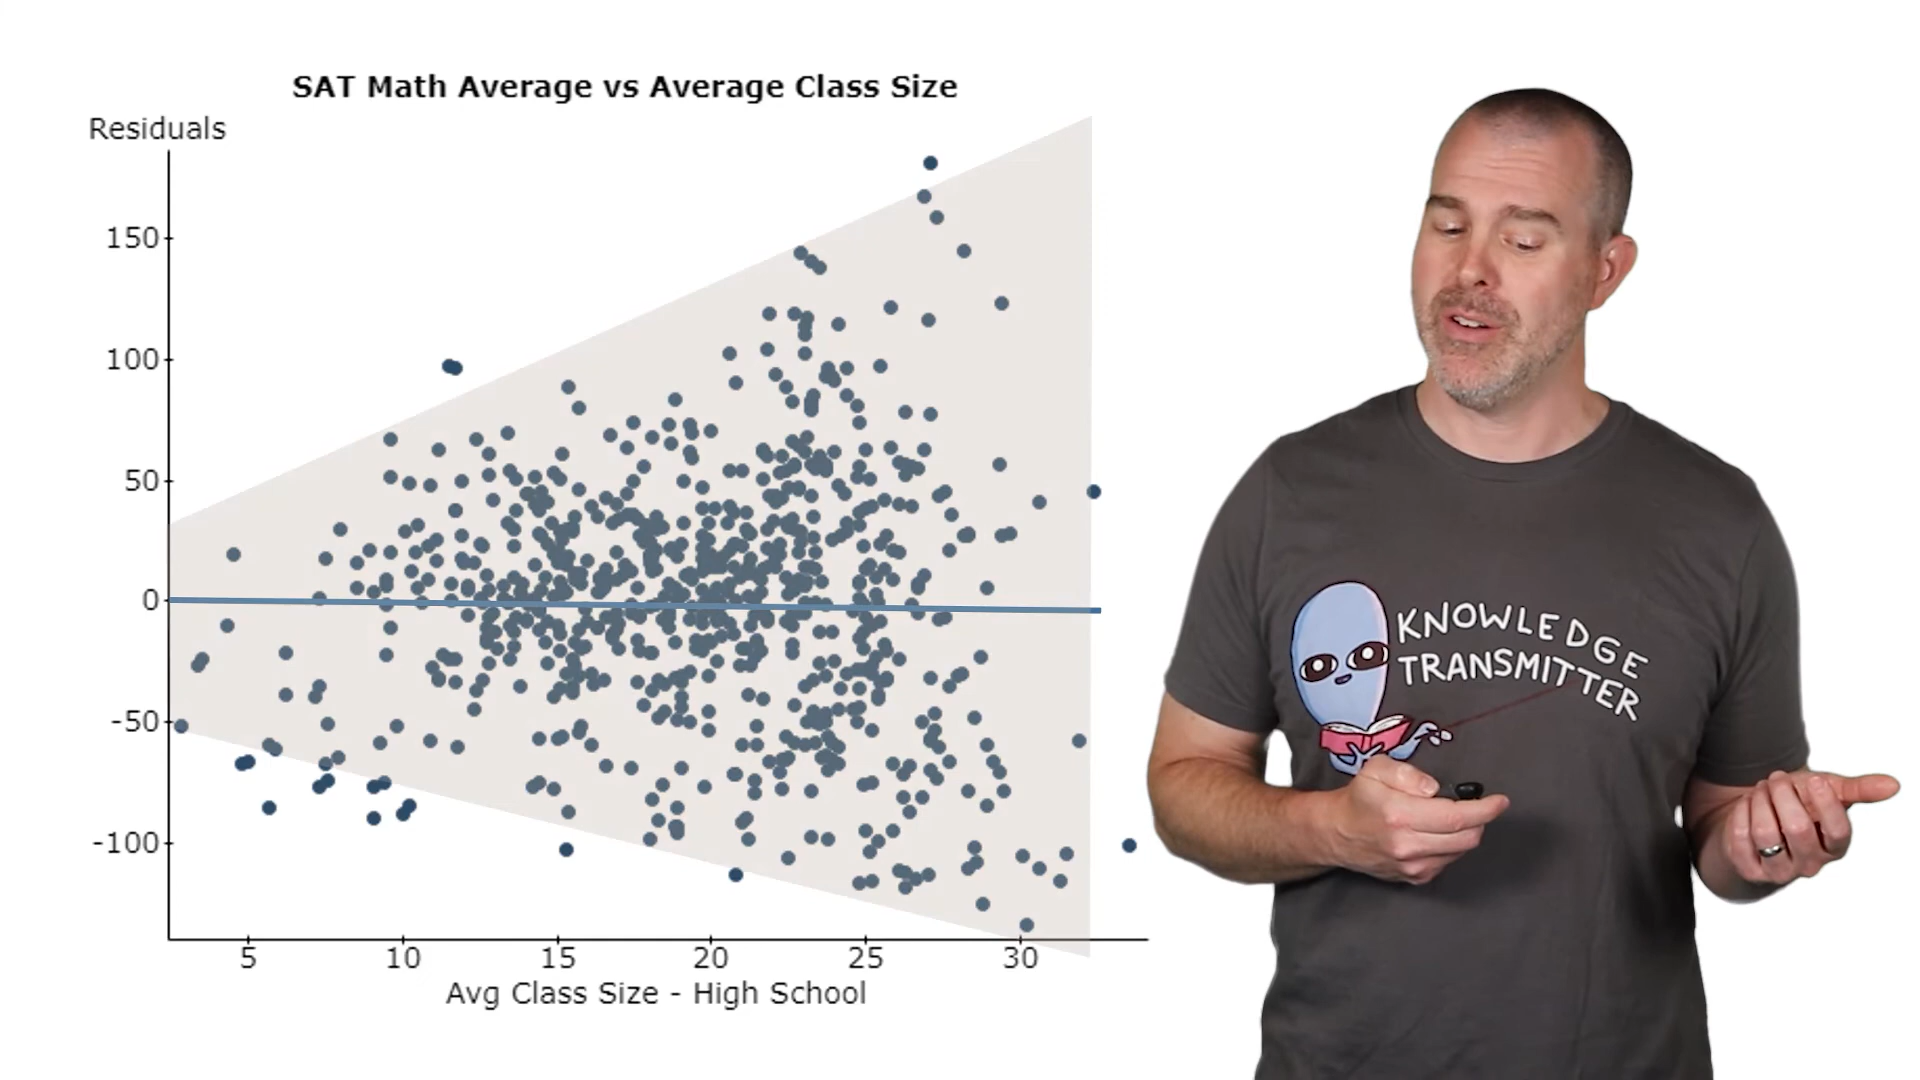 SAT Math Average vs Average Class Size
Residuals
150
100
50
0
-50
-100
5 10 15 20 25 30
Avg Class Size - High School
KNOWLEDGE
TRANSMITTER